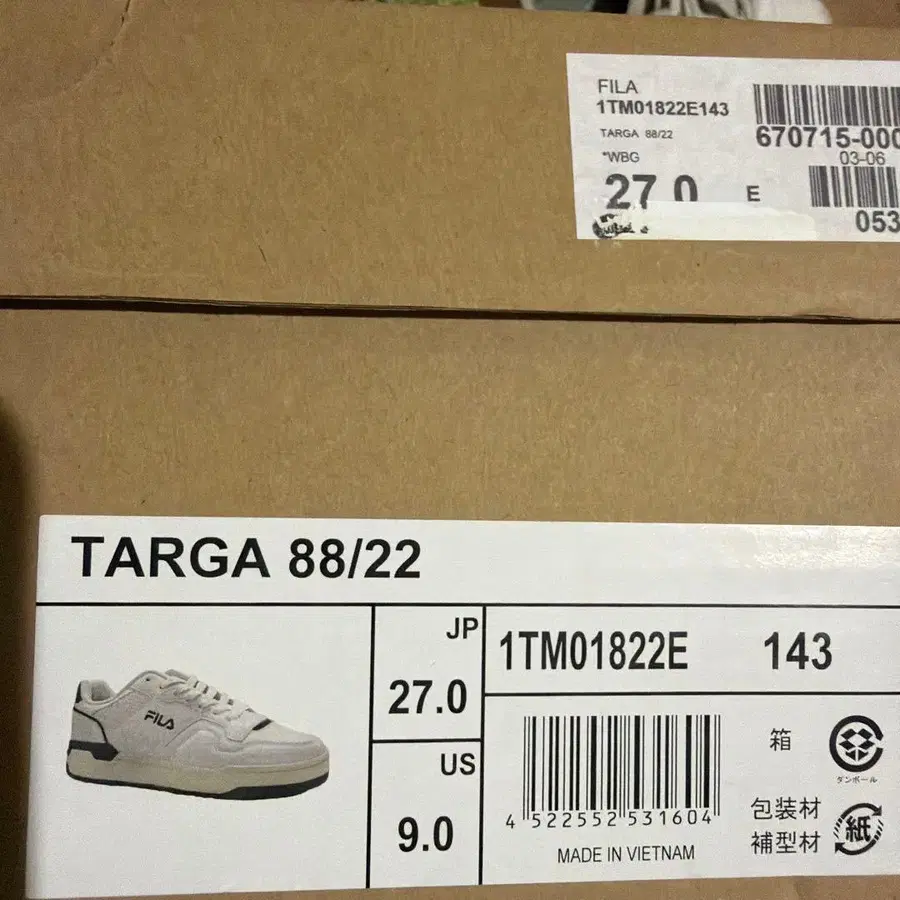 FILA
1TM01822E143
TARGA 88/22
*WBG
27.0 E
670715-000
03-06
053
TARGA 88/22
FILA
JP
27.0
US
9.0
1TM01822E 143
4 522552 531604
MADE IN VIETNAM
箱
ダンボール
包装材
補型材
紙